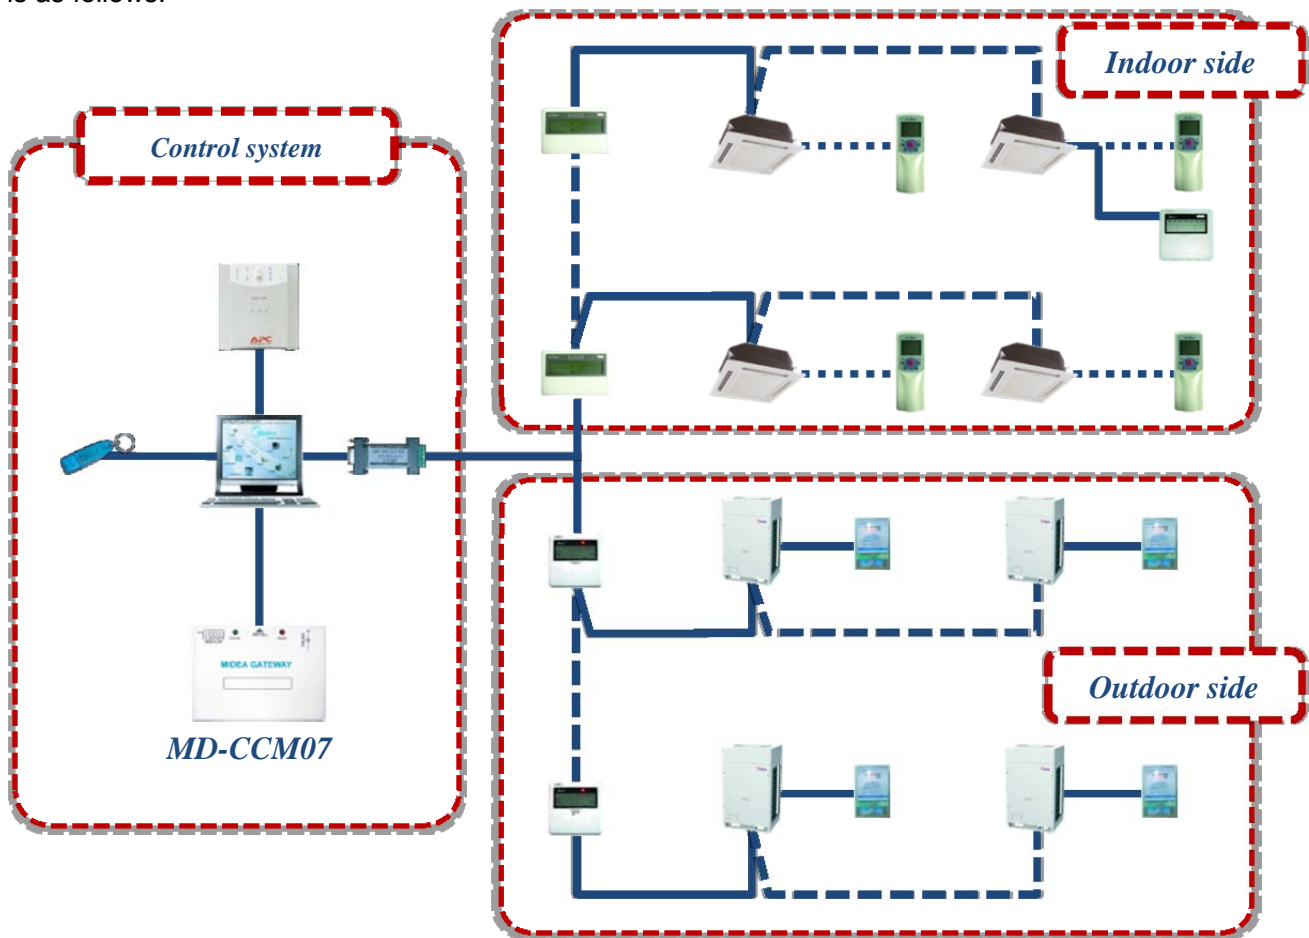 is as follows:
Indoor side
Control system
APC
MIDEA GATEWAY
MD-CCM07
Outdoor side